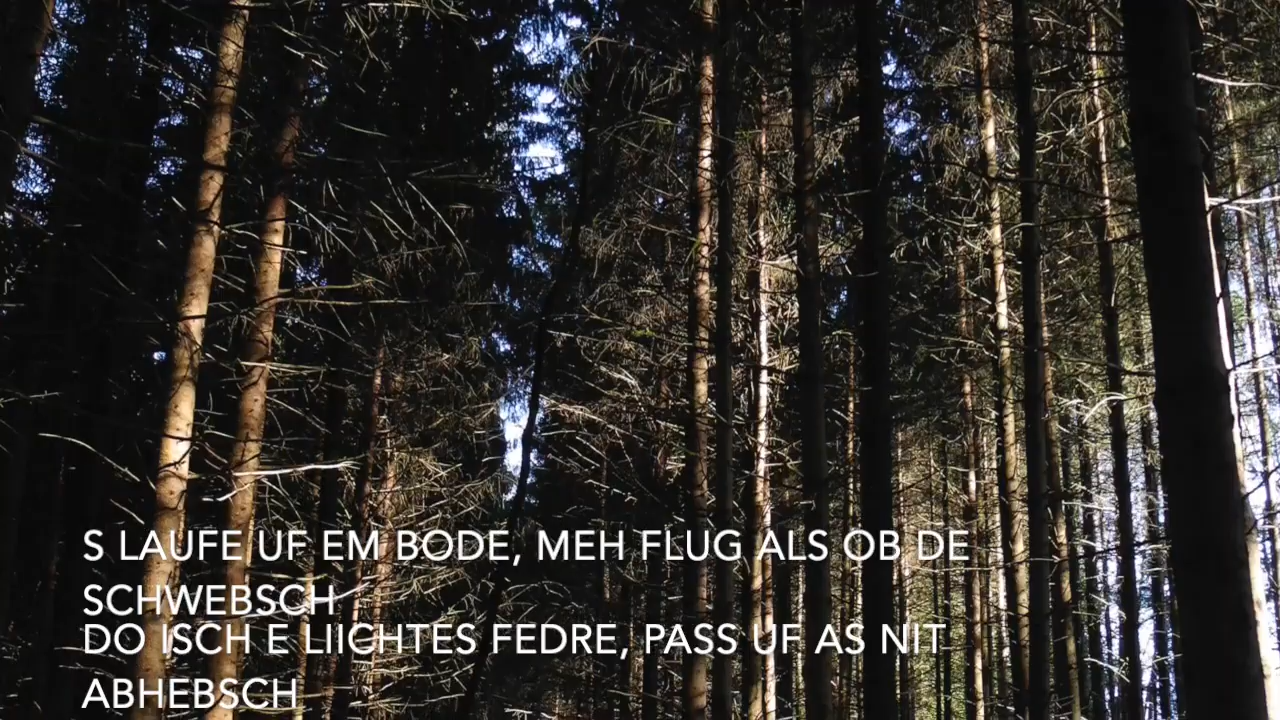 S LAUFE UF EM BODE, MEH FLUG ALS OB DE
SCHWEBSCH
DO ISCH E LIICHTES FEDRE, PASS UF AS NIT
ABHEBSCH